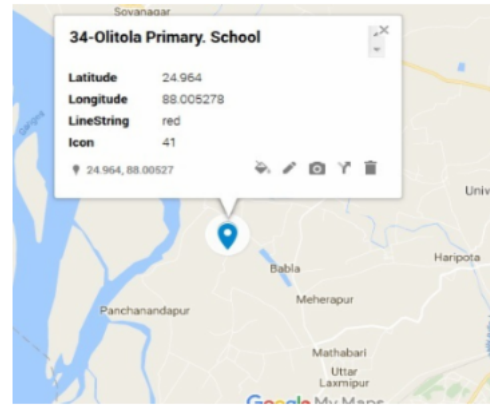 Sovanagar
34-Olitola Primary. School
Latitude 24.964
Longitude 88.005278
LineString red
Icon 41
24.964, 88.00527
Ganges
Univ
Babla
Haripota
Meherapur
Panchanandapur
Mathabari
Uttar
Laxmipur
Google My Maps